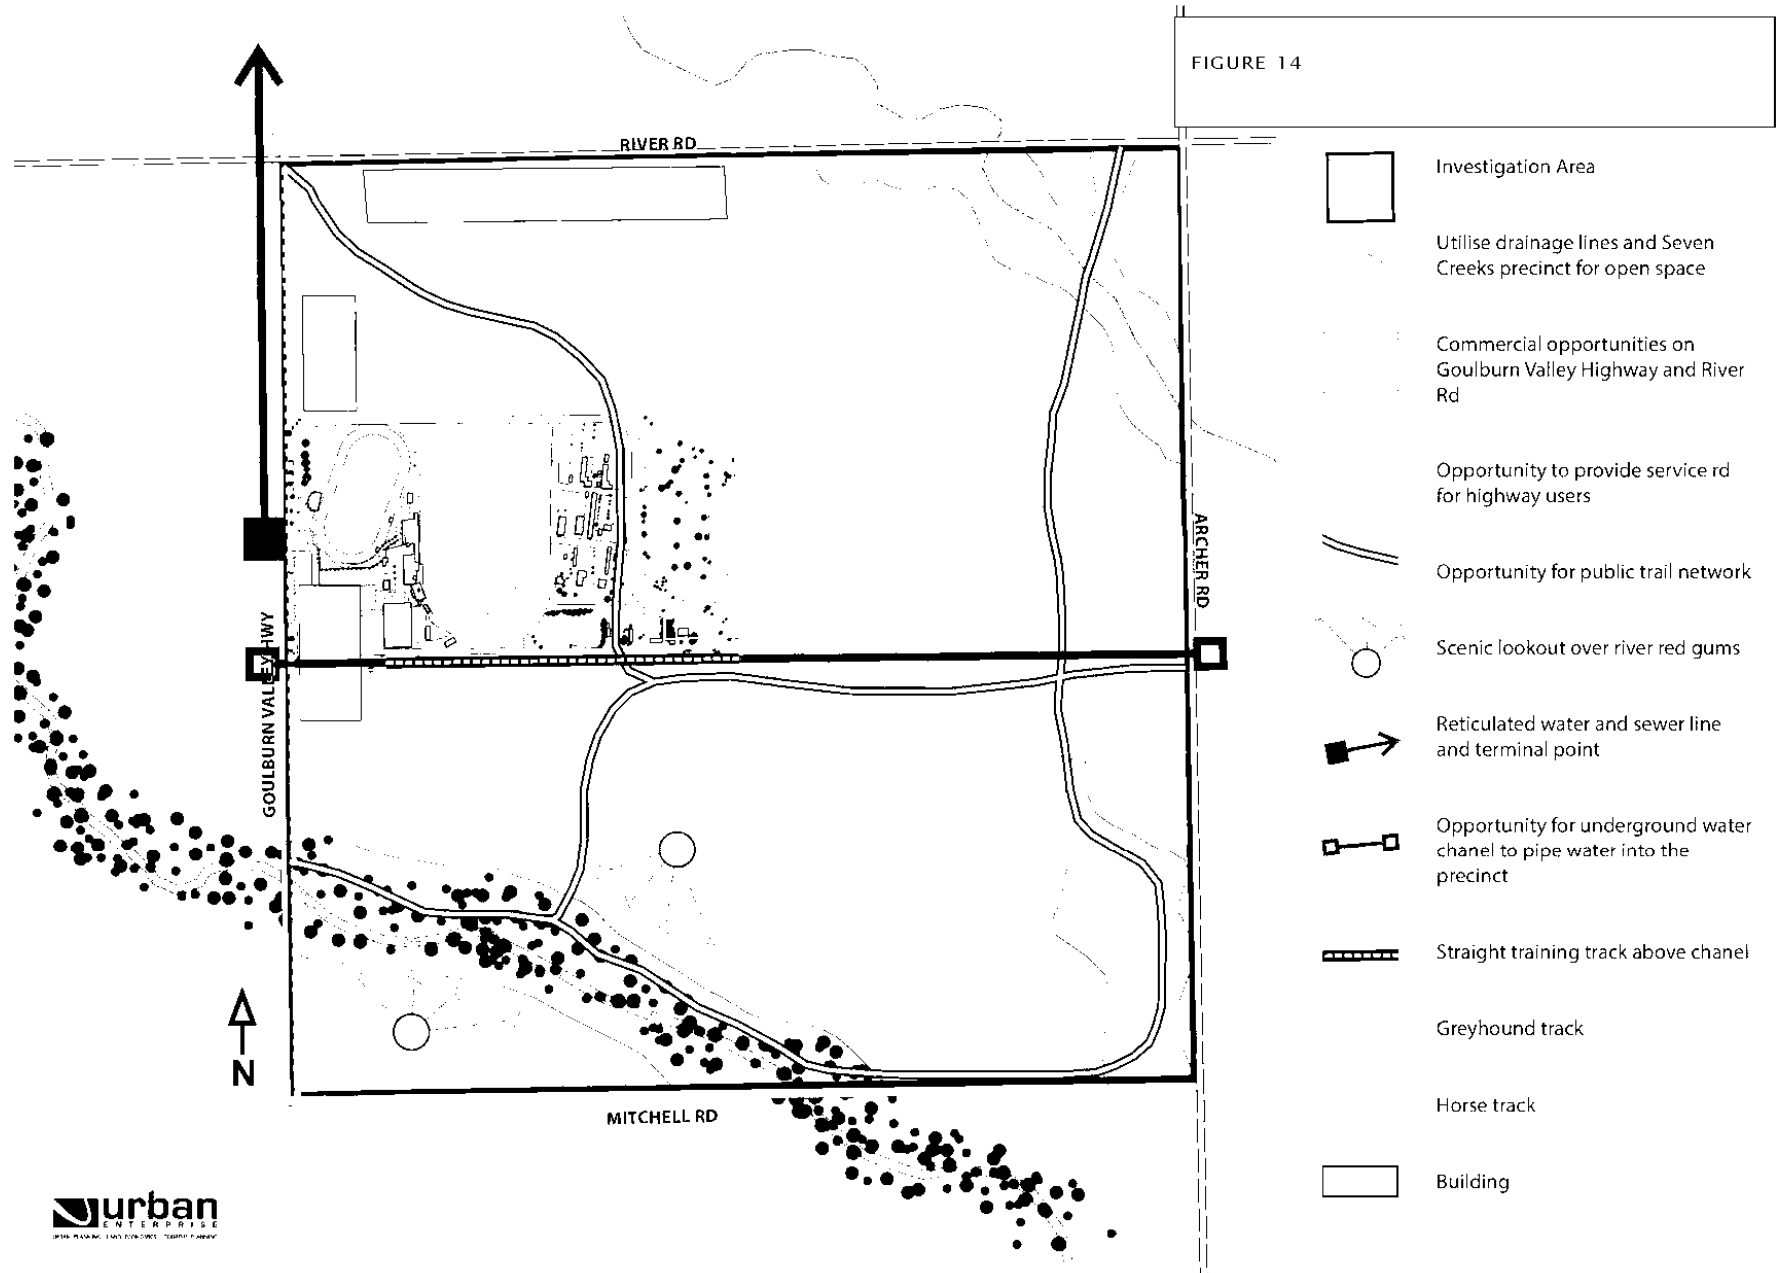 FIGURE 14
RIVER RD
Investigation Area
Utilise drainage lines and Seven
Creeks precinct for open space
Commercial opportunities on
Goulburn Valley Highway and River
Rd
Opportunity to provide service rd
for highway users
Opportunity for public trail network
Scenic lookout over river red gums
Reticulated water and sewer line
and terminal point
Opportunity for underground water
chanel to pipe water into the
precinct
Straight training track above chanel
Greyhound track
Horse track
Building
ARCHER RD
GOULBURN VALLEY HWY
N
MITCHELL RD
urban
ENTERPRISE